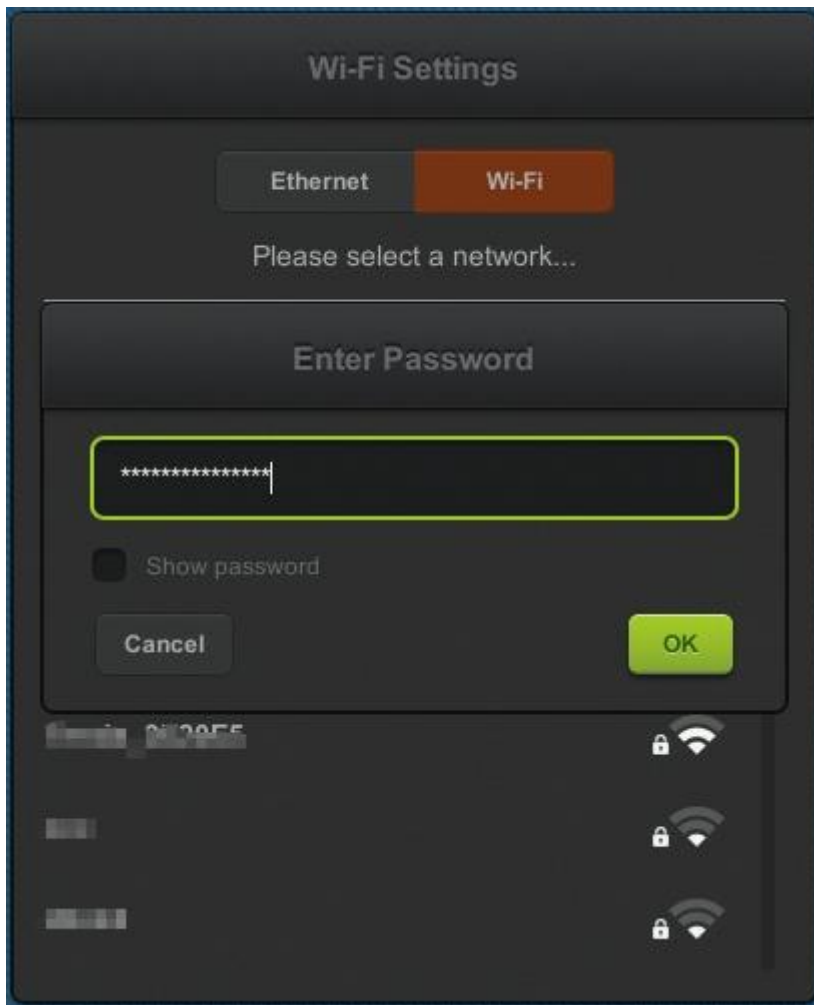 Wi-Fi Settings
Ethernet Wi-Fi
Please select a network...
Enter Password
***************
Show password
Cancel OK